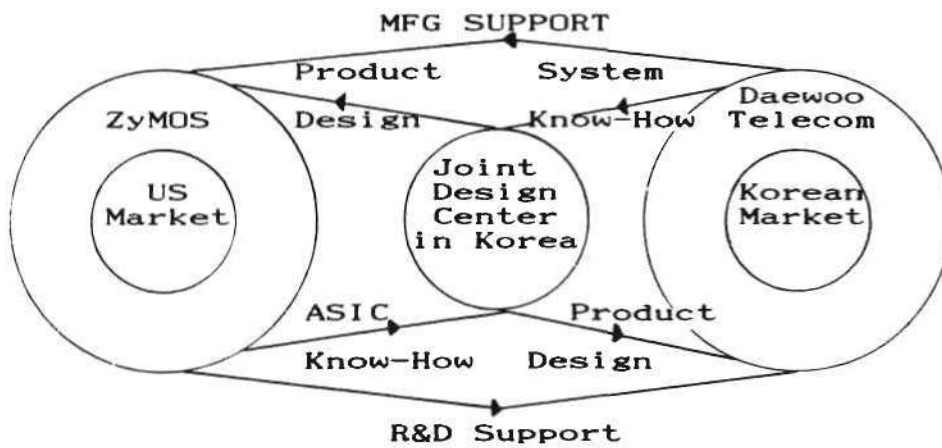 MFG SUPPORT
Product System
Design Know-How
ZyMOS
Daewoo
Telecom
US
Market
Joint
Design
Center
in Korea
Korean
Market
ASIC Product
Know-How Design
R&D Support